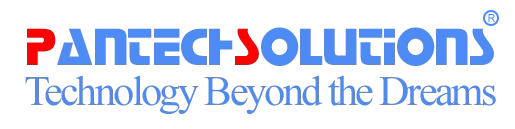 PANTECHSOLUTIONS®
Technology Beyond the Dreams